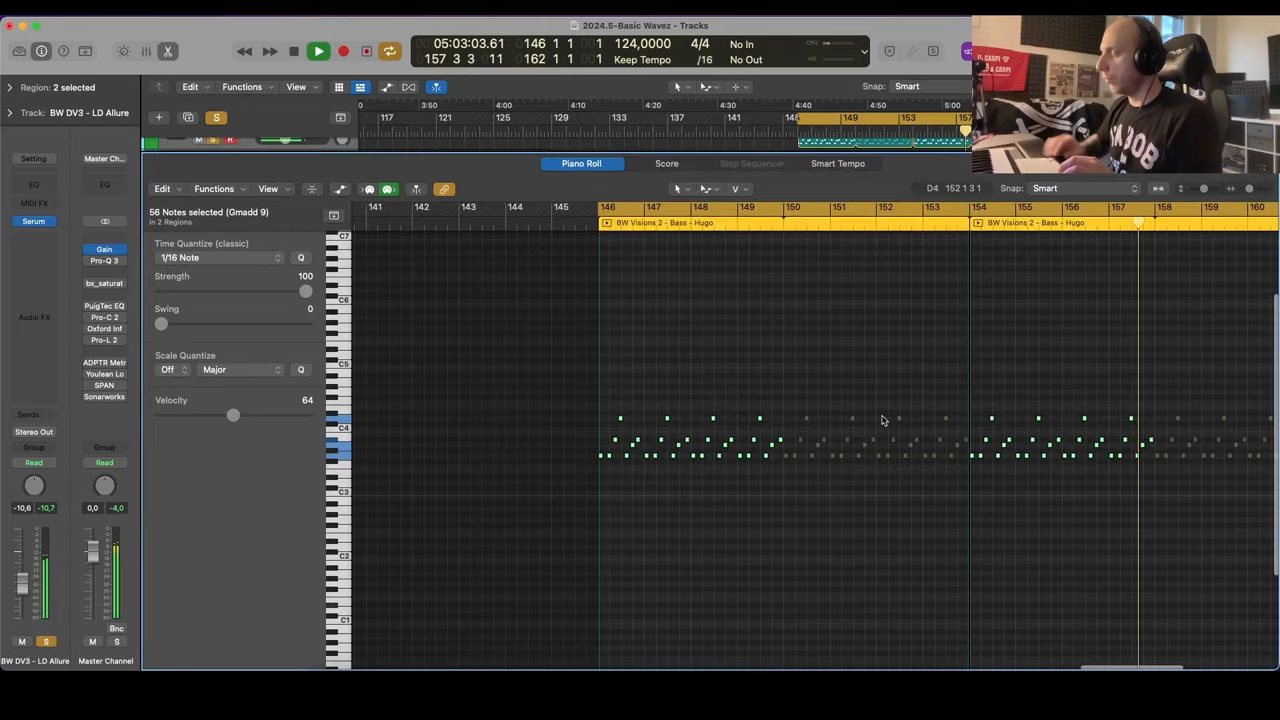 2024.5-Basic Wavez - Tracks
05:03:03.61 146 1 1 1 124,0000 4/4 No In CPU
157 3 3 11 162 1 1 1 Keep Tempo /16 No Out
Region: 2 selected
Edit Functions View Snap: Smart
Track: BW DV3 - LD Allure
0 3:50 4:00 4:10 4:20 4:30 4:40 4:50 5:00
S
117 121 125 129 133 137 141 145 149 153 157
M S R
Setting Master Ch...
Piano Roll Score Step Sequencer Smart Tempo
EQ EQ
Edit Functions View D4 152 1 3 1 Snap: Smart
MIDI FX
56 Notes selected (Gmadd 9)
in 2 Regions
141 142 143 144 145 146 147 148 149 150 151 152 153 154 155 156 157 158 159 160
Serum
BW Visions 2 - Bass - Hugo BW Visions 2 - Bass - Hugo
C7
Time Quantize (classic)
Gain
1/16 Note Q
Pro-Q 3
Strength 100
bx_saturat
C6
PuigTec EQ
Swing 0
Audio FX
Pro-C 2
Oxford Inf
Pro-L 2
Scale Quantize
ADPTR Metr
C5
Off Major Q
Youlean Lo
SPAN
Sonarworks
Velocity 64
Sends
C4
Stereo Out
Group Group
Read Read
C3
-10,6 -10,7 0,0 -4,0
C2
C1
Bnc
M S M S
BW DV3 - LD Allure Master Channel